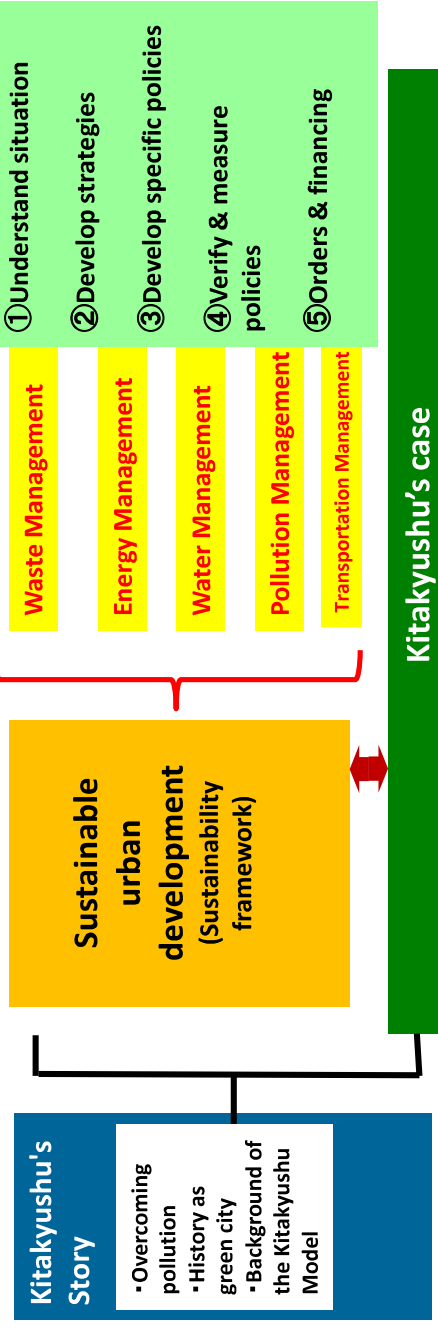 Kitakyushu's
Story
・Overcoming
pollution
・History as
green city
・Background of
the Kitakyushu
Model
Sustainable
urban
development
(Sustainability
framework)
Waste Management
Energy Management
Water Management
Pollution Management
Transportation Management
①Understand situation
②Develop strategies
③Develop specific policies
④Verify & measure
policies
⑤Orders & financing
Kitakyushu’s case